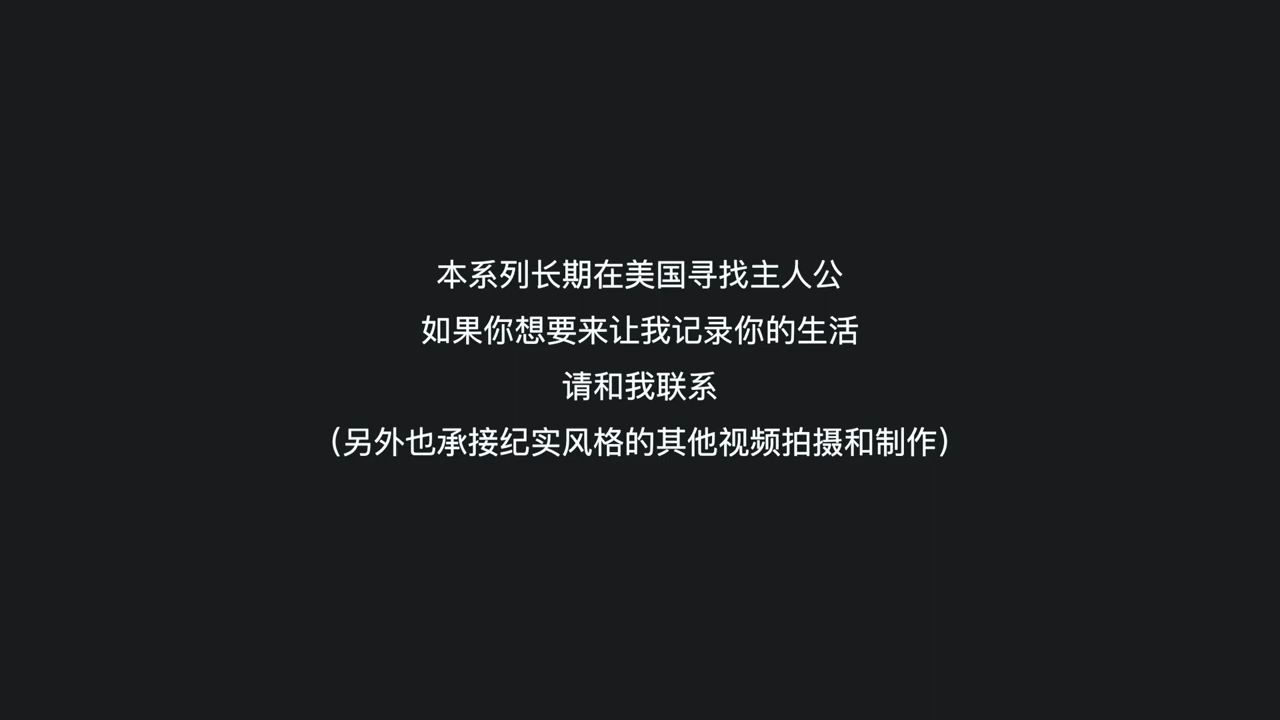 本系列长期在美国寻找主人公
如果你想要来让我记录你的生活
请和我联系
（另外也承接纪实风格的其他视频拍摄和制作）